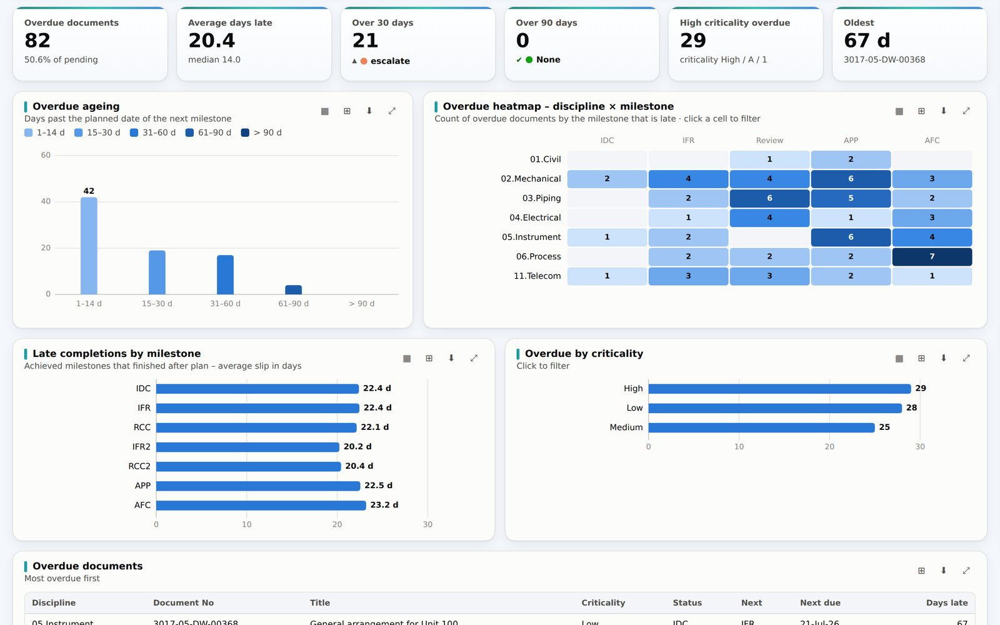 Overdue documents
82
50.6% of pending
Average days late
20.4
median 14.0
Over 30 days
21
▲ escalate
Over 90 days
0
✔ None
High criticality overdue
29
criticality High / A / 1
Oldest
67 d
3017-05-DW-00368
Overdue ageing
Days past the planned date of the next milestone
1–14 d 15–30 d 31–60 d 61–90 d > 90 d
60
40
20
0
42
1–14 d 15–30 d 31–60 d 61–90 d > 90 d
Overdue heatmap – discipline × milestone
Count of overdue documents by the milestone that is late · click a cell to filter
IDC IFR Review APP AFC
01.Civil 1 2
02.Mechanical 2 4 4 6 3
03.Piping 2 6 5 2
04.Electrical 1 4 1 3
05.Instrument 1 2 6 4
06.Process 2 2 2 7
11.Telecom 1 3 3 2 1
Late completions by milestone
Achieved milestones that finished after plan – average slip in days
IDC 22.4 d
IFR 22.4 d
RCC 22.1 d
IFR2 20.2 d
RCC2 20.4 d
APP 22.5 d
AFC 23.2 d
0 10 20 30
Overdue by criticality
Click to filter
High 29
Low 28
Medium 25
0 10 20 30
Overdue documents
Most overdue first
Discipline Document No Title Criticality Status Next Next due Days late
05.Instrument 3017-05-DW-00368 General arrangement for Unit 100 Low IDC IFR 21-Jul-26 67